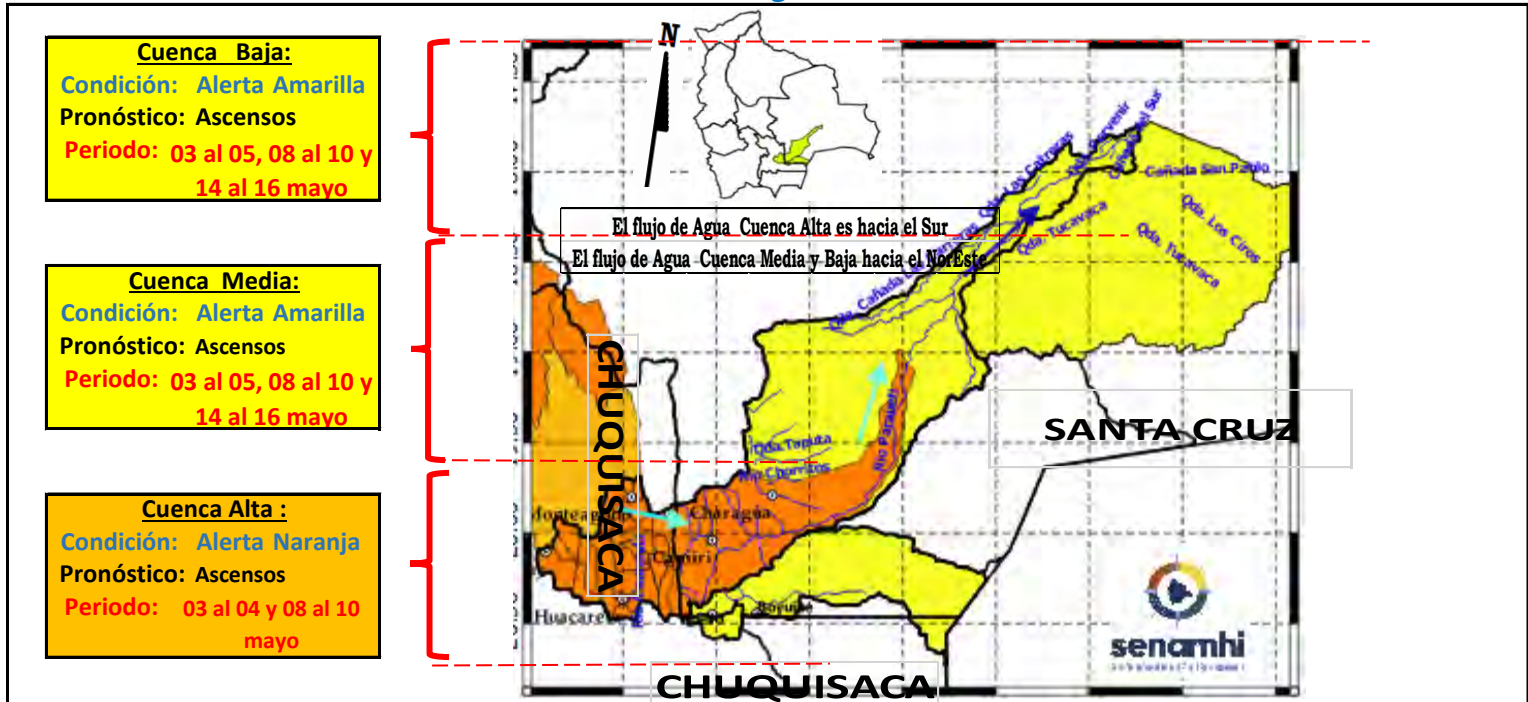 Cuenca Baja:
Condición: Alerta Amarilla
Pronóstico: Ascensos
Periodo: 03 al 05, 08 al 10 y
14 al 16 mayo
Cuenca Media:
Condición: Alerta Amarilla
Pronóstico: Ascensos
Periodo: 03 al 05, 08 al 10 y
14 al 16 mayo
Cuenca Alta :
Condición: Alerta Naranja
Pronóstico: Ascensos
Periodo: 03 al 04 y 08 al 10
mayo
N
El flujo de Agua Cuenca Alta es hacia el Sur
El flujo de Agua Cuenca Media y Baja hacia el NorEste
Cañada San Pablo
Qda. Los Ciros
Qda. Tucavaca
Qda. Tucavaca
CHUQUISACA
SANTA CRUZ
Qda. Taputa
Rio Chorritos
Rio Parapeti
Charagua
Camiri
CHUQUISACA
senamhi